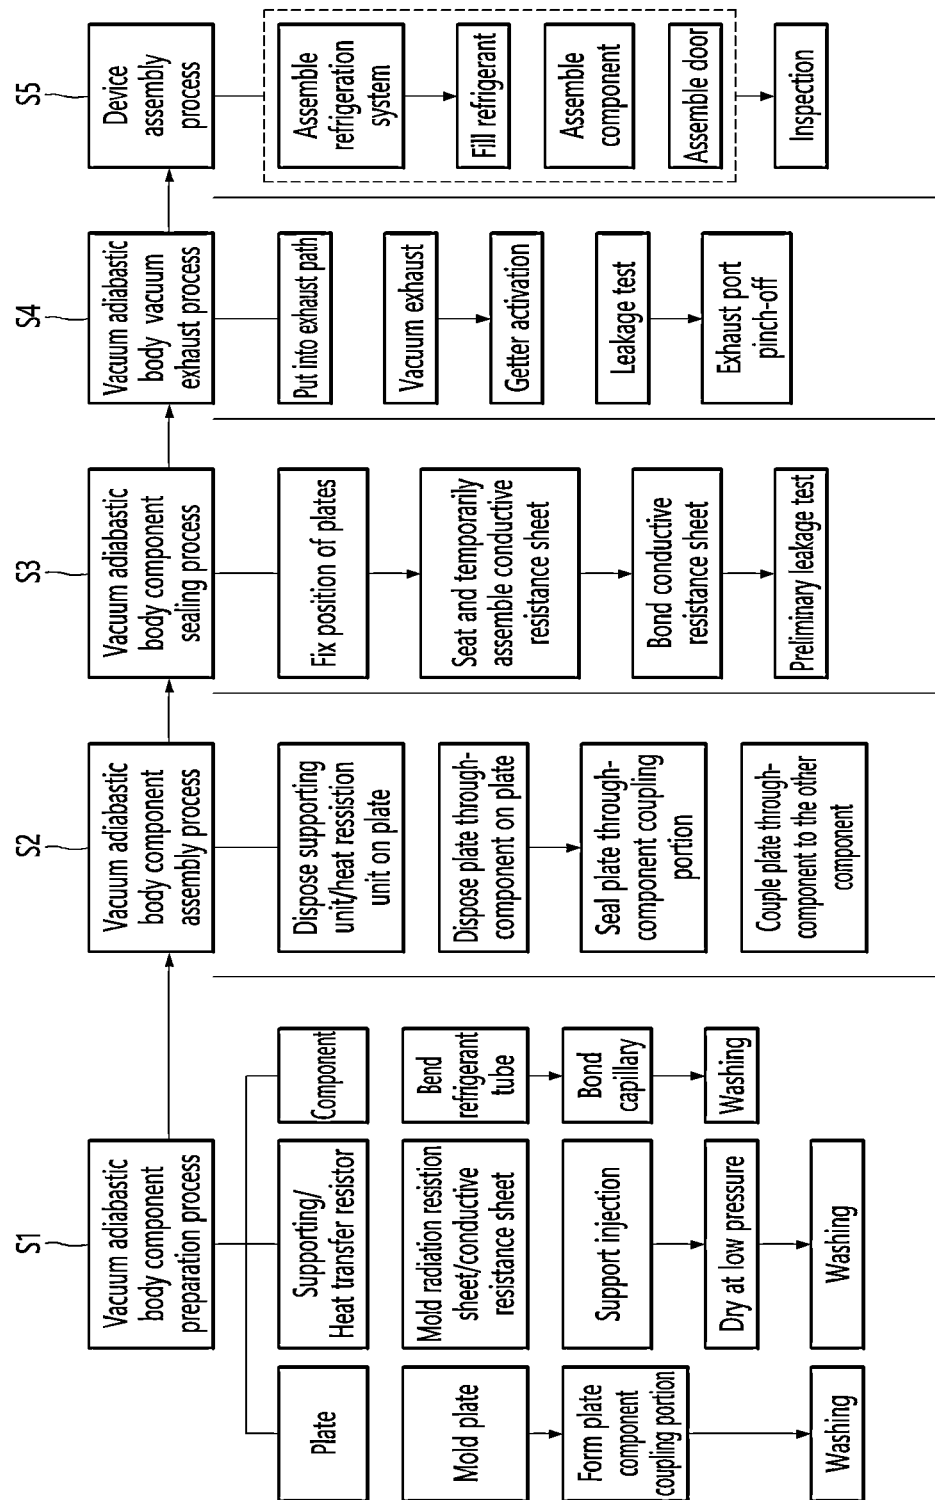 S1
Vacuum adiabastic
body component
preparation process
Plate
Mold plate
Form plate
component
coupling portion
Washing
Supporting/
Heat transfer resistor
Mold radiation resistion
sheet/conductive
resistance sheet
Support injection
Dry at low pressure
Washing
Component
Bend
refrigerant
tube
Bond
capillary
Washing
S2
Vacuum adiabastic
body component
assembly process
Dispose supporting
unit/heat ressistion
unit on plate
Dispose plate through-
component on plate
Seal plate through-
component coupling
portion
Couple plate through-
component to the other
component
S3
Vacuum adiabastic
body component
sealing process
Fix position of plates
Seat and temporarily
assemble conductive
resistance sheet
Bond conductive
resistance sheet
Preliminary leakage test
S4
Vacuum adiabastic
body vacuum
exhaust process
Put into exhaust path
Vacuum exhaust
Getter activation
Leakage test
Exhaust port
pinch-off
S5
Device
assembly
process
Assemble
refrigeration
system
Fill refrigerant
Assemble
component
Assemble door
Inspection